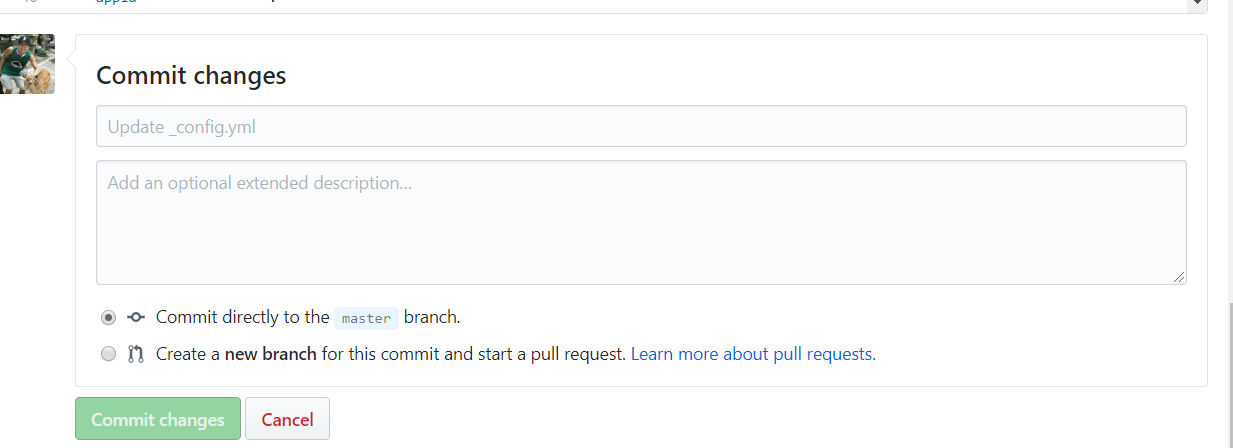 Commit changes
Update _config.yml
Add an optional extended description...
Commit directly to the master branch.
Create a new branch for this commit and start a pull request. Learn more about pull requests.
Commit changes Cancel